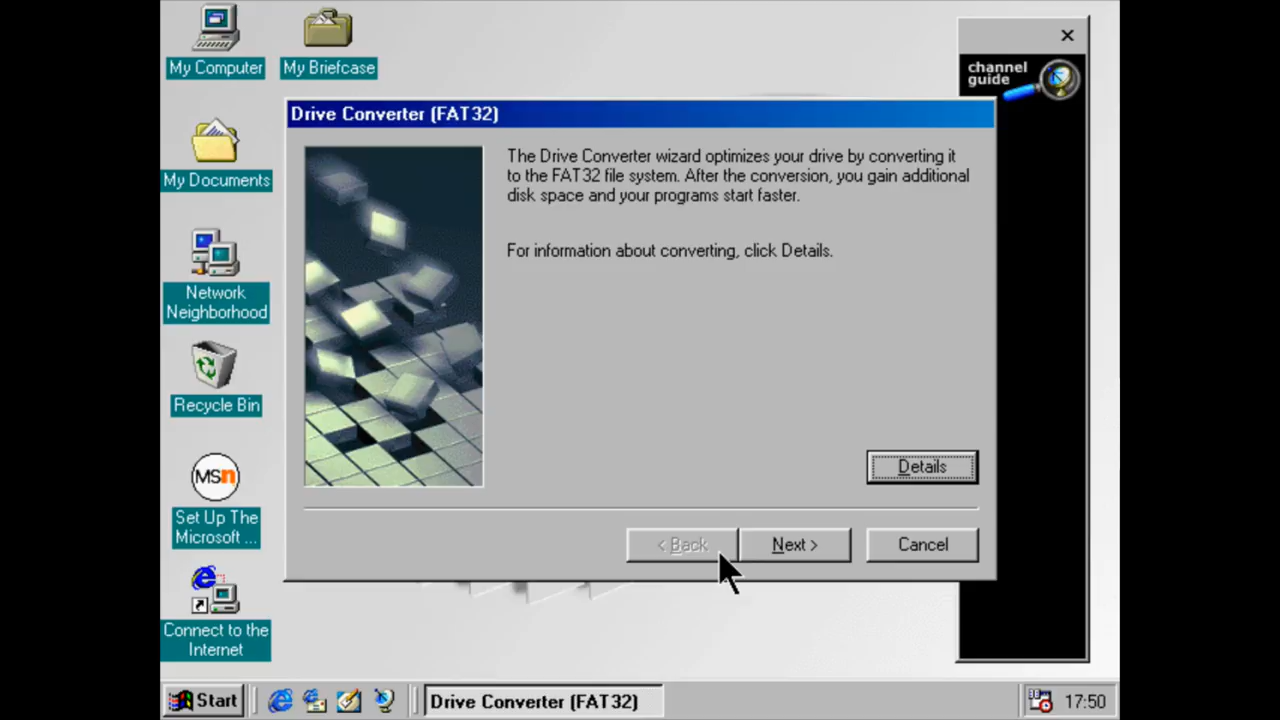 My Computer
My Briefcase
channel
guide
Drive Converter (FAT32)
The Drive Converter wizard optimizes your drive by converting it
to the FAT32 file system. After the conversion, you gain additional
disk space and your programs start faster.
For information about converting, click Details.
My Documents
Network
Neighborhood
Recycle Bin
MSn
Set Up The
Microsoft ...
Connect to the
Internet
Details
< Back
Next >
Cancel
Start
Drive Converter (FAT32)
17:50